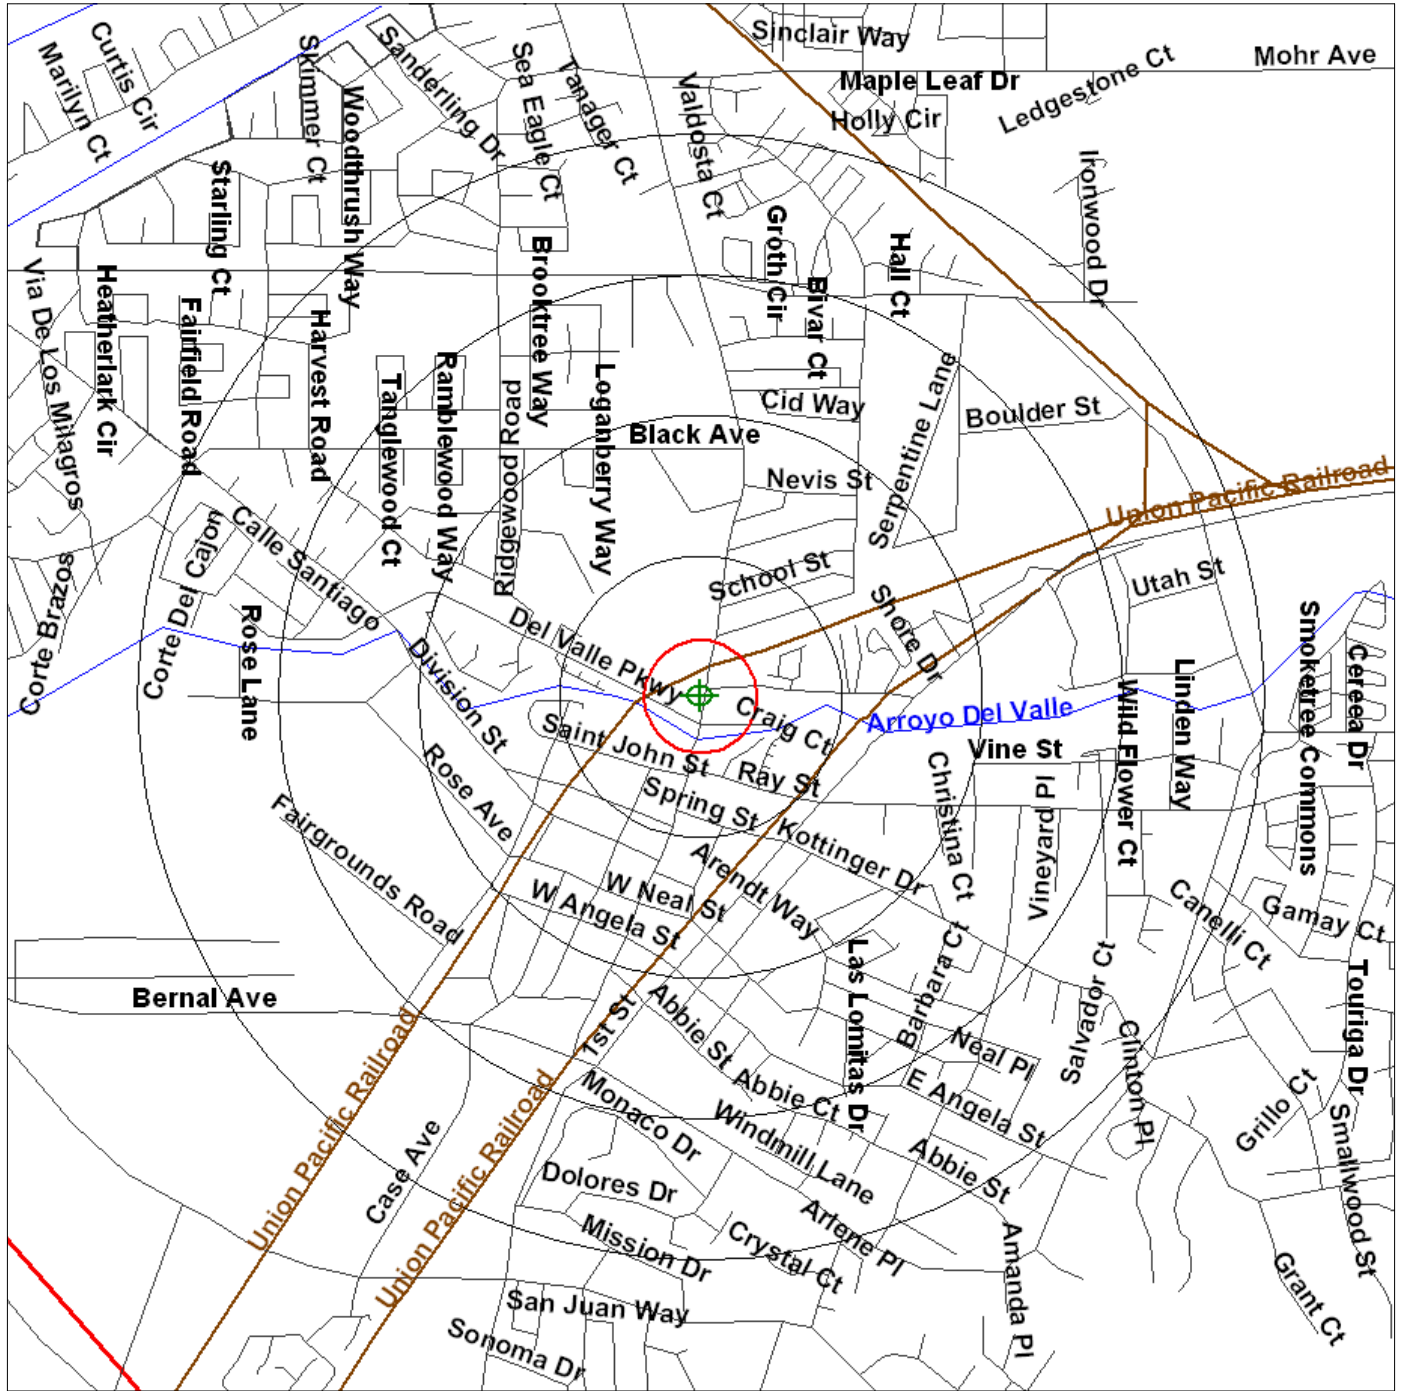 Sinclair Way
Mohr Ave
Curtis Cir
Marilyn Ct
Skimmer Ct
Sanderling Dr
Sea Eagle Ct
Tanager Ct
Valdosta Ct
Maple Leaf Dr
Holly Cir
Ledgestone Ct
Woodthrush Way
Starling Ct
Ironwood Dr
Groth Cir
Hall Ct
Bivar Ct
Brooktree Way
Via De Los Milagros
Heatherlark Cir
Fairfield Road
Harvest Road
Tanglewood Ct
Ramblewood Way
Ridgewood Road
Loganberry Way
Cid Way
Serpentine Lane
Boulder St
Black Ave
Nevis St
Union Pacific Railroad
Calle Santiago
Corte Del Cajon
Corte Brazos
Rose Lane
School St
Shore Dr
Utah St
Del Valle Pkwy
Division St
Smoketree Commons
Cereea Dr
Linden Way
Wild Flower Ct
Craig Ct
Arroyo Del Valle
Saint John St
Ray St
Vine St
Rose Ave
Spring St
Christina Ct
Vineyard Pl
Kottinger Dr
Fairgrounds Road
Arendt Way
W Neal St
W Angela St
Canelli Ct
Gamay Ct
Bernal Ave
Las Lomitas Dr
Barbara Ct
Salvador Ct
Touriga Dr
1st St
Abbie St
Neal Pl
Clinton Pl
Union Pacific Railroad
Union Pacific Railroad
Monaco Dr
Abbie Ct
E Angela St
Grillo Ct
Smallwood St
Windmill Lane
Case Ave
Dolores Dr
Abbie St
Arlene Pl
Mission Dr
Crystal Ct
Amanda Pl
Grant Ct
San Juan Way
Sonoma Dr